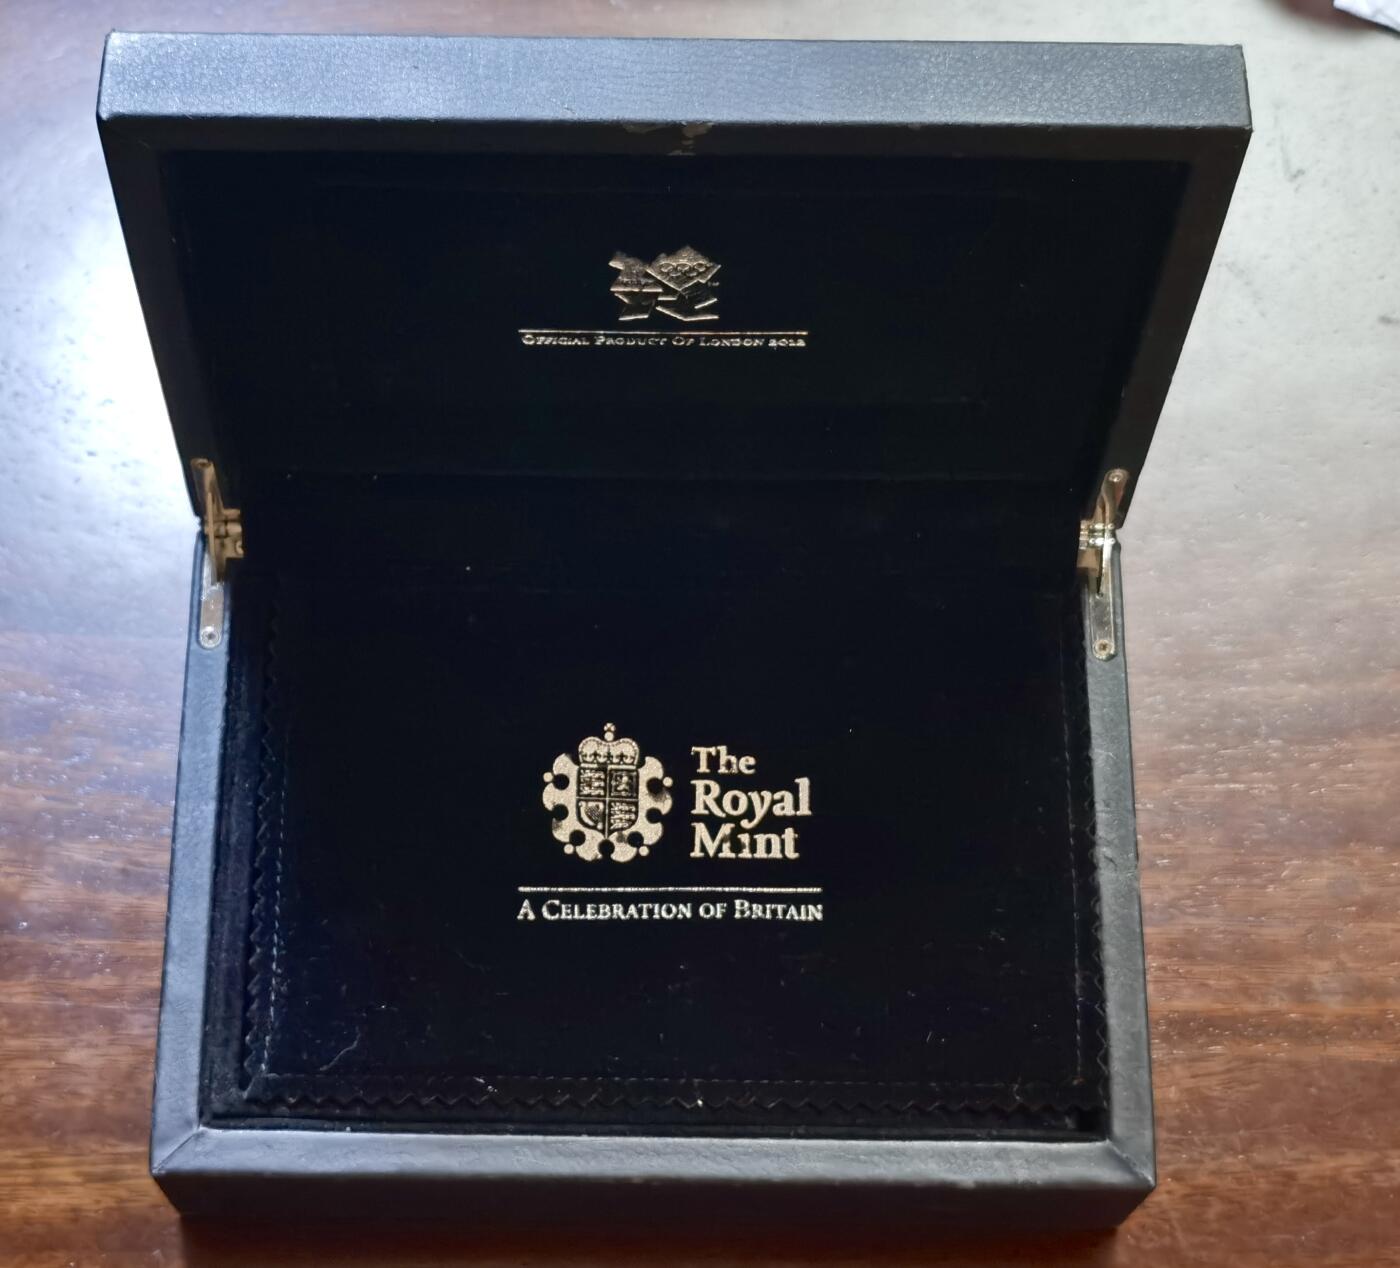 Official Product Of London 2012
The
Royal
Mint
A Celebration of Britain